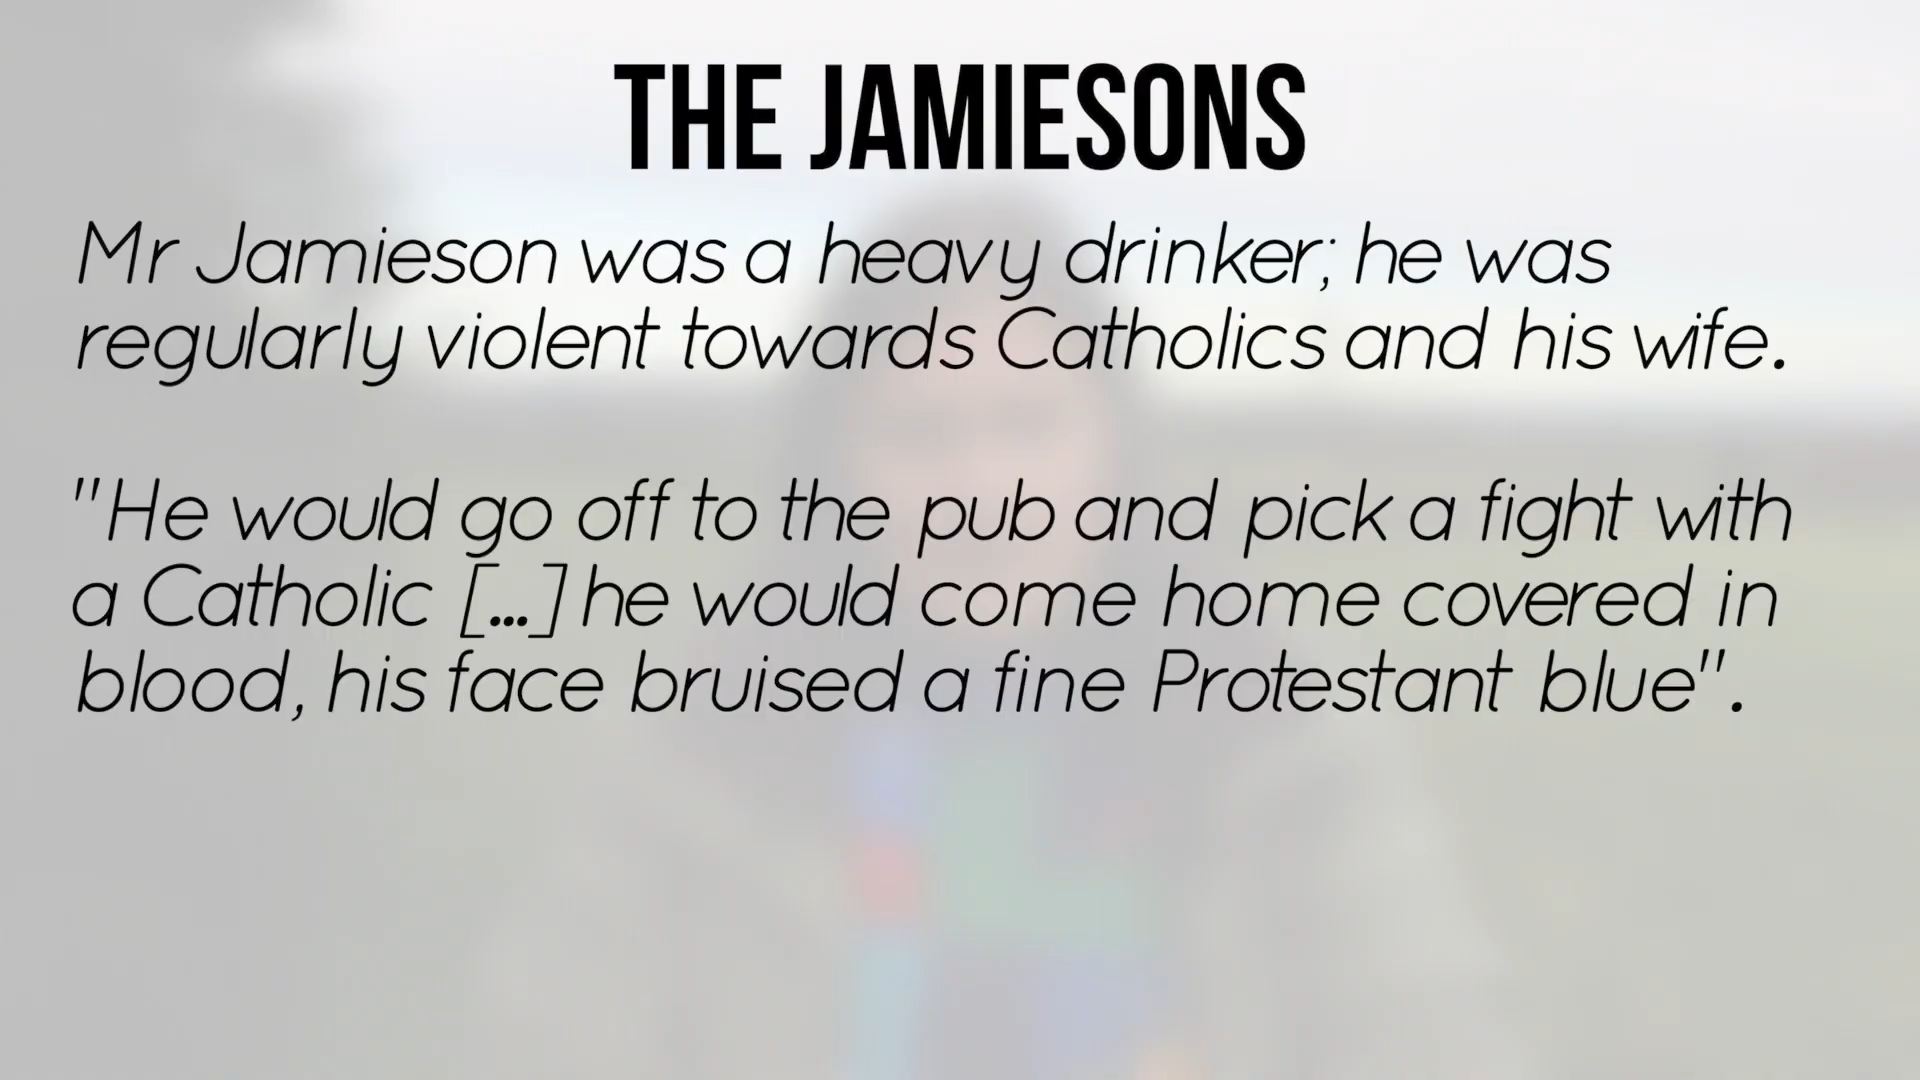 THE JAMIESONS
Mr Jamieson was a heavy drinker; he was
regularly violent towards Catholics and his wife.
"He would go off to the pub and pick a fight with
a Catholic [...] he would come home covered in
blood, his face bruised a fine Protestant blue".